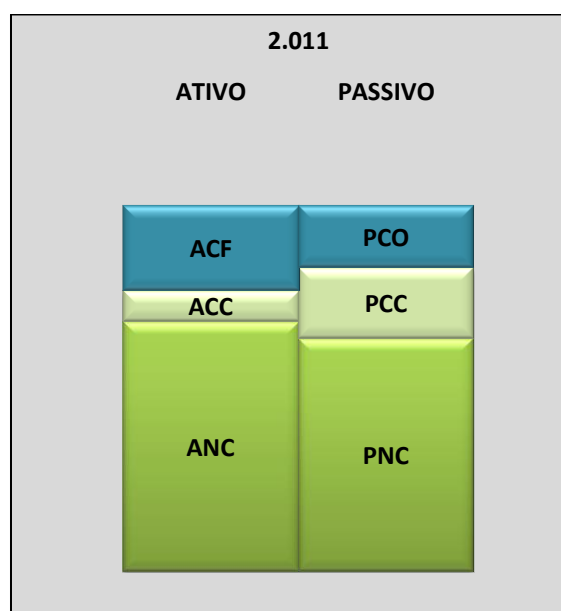 2.011
ATIVO PASSIVO
ACF PCO
ACC PCC
ANC PNC